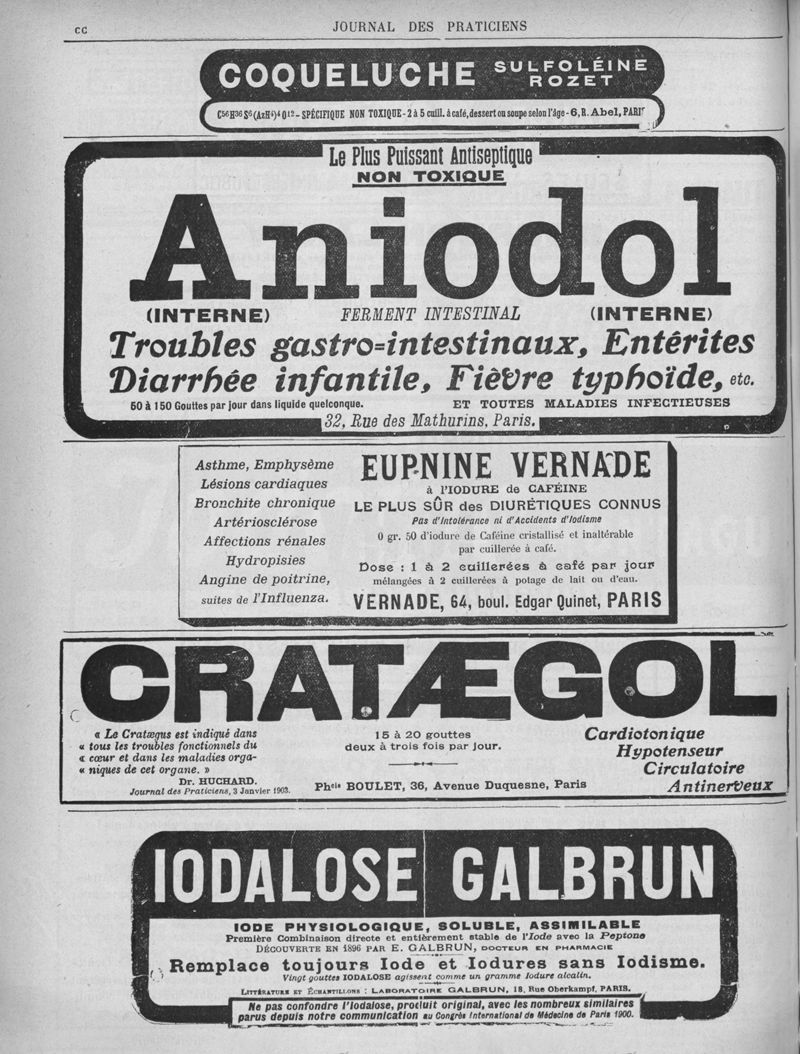 cc
JOURNAL DES PRATICIENS
COQUELUCHE SULFOLÉINE
ROZET
C56H36S6(AzH4)4O12 - SPÉCIFIQUE NON TOXIQUE - 2 à 5 cuill. à café, dessert ou soupe selon l'âge - 6, R. Abel, PARIS
Le Plus Puissant Antiseptique
NON TOXIQUE
Aniodol
(INTERNE) FERMENT INTESTINAL (INTERNE)
Troubles gastro=intestinaux, Entérites
Diarrhée infantile, Fièvre typhoïde, etc.
50 à 150 Gouttes par jour dans liquide quelconque. ET TOUTES MALADIES INFECTIEUSES
32, Rue des Mathurins, Paris.
Asthme, Emphysème
Lésions cardiaques
Bronchite chronique
Artériosclérose
Affections rénales
Hydropisies
Angine de poitrine,
suites de l'Influenza.
EUPNINE VERNADE
à l'IODURE de CAFÉINE
LE PLUS SÛR des DIURÉTIQUES CONNUS
Pas d'Intolérance ni d'Accidents d'Iodisme
0 gr. 50 d'iodure de Caféine cristallisé et inaltérable
par cuillerée à café.
Dose : 1 à 2 cuillerées à café par jour
mélangées à 2 cuillerées à potage de lait ou d'eau.
VERNADE, 64, boul. Edgar Quinet, PARIS
CRATÆGOL
« Le Cratægus est indiqué dans
« tous les troubles fonctionnels du
« cœur et dans les maladies orga-
« niques de cet organe. »
Dr. HUCHARD.
Journal des Praticiens, 3 Janvier 1903.
15 à 20 gouttes
deux à trois fois par jour.
Phcie BOULET, 36, Avenue Duquesne, Paris
Cardiotonique
Hypotenseur
Circulatoire
Antinerveux
IODALOSE GALBRUN
IODE PHYSIOLOGIQUE, SOLUBLE, ASSIMILABLE
Première Combinaison directe et entièrement stable de l'Iode avec la Peptone
DÉCOUVERTE EN 1896 PAR E. GALBRUN, DOCTEUR EN PHARMACIE
Remplace toujours Iode et Iodures sans Iodisme.
Vingt gouttes IODALOSE agissent comme un gramme Iodure alcalin.
LITTÉRATURE ET ÉCHANTILLONS : LABORATOIRE GALBRUN, 18, Rue Oberkampf, PARIS.
Ne pas confondre l'Iodalose, produit original, avec les nombreux similaires
parus depuis notre communication au Congrès International de Médecine de Paris 1900.